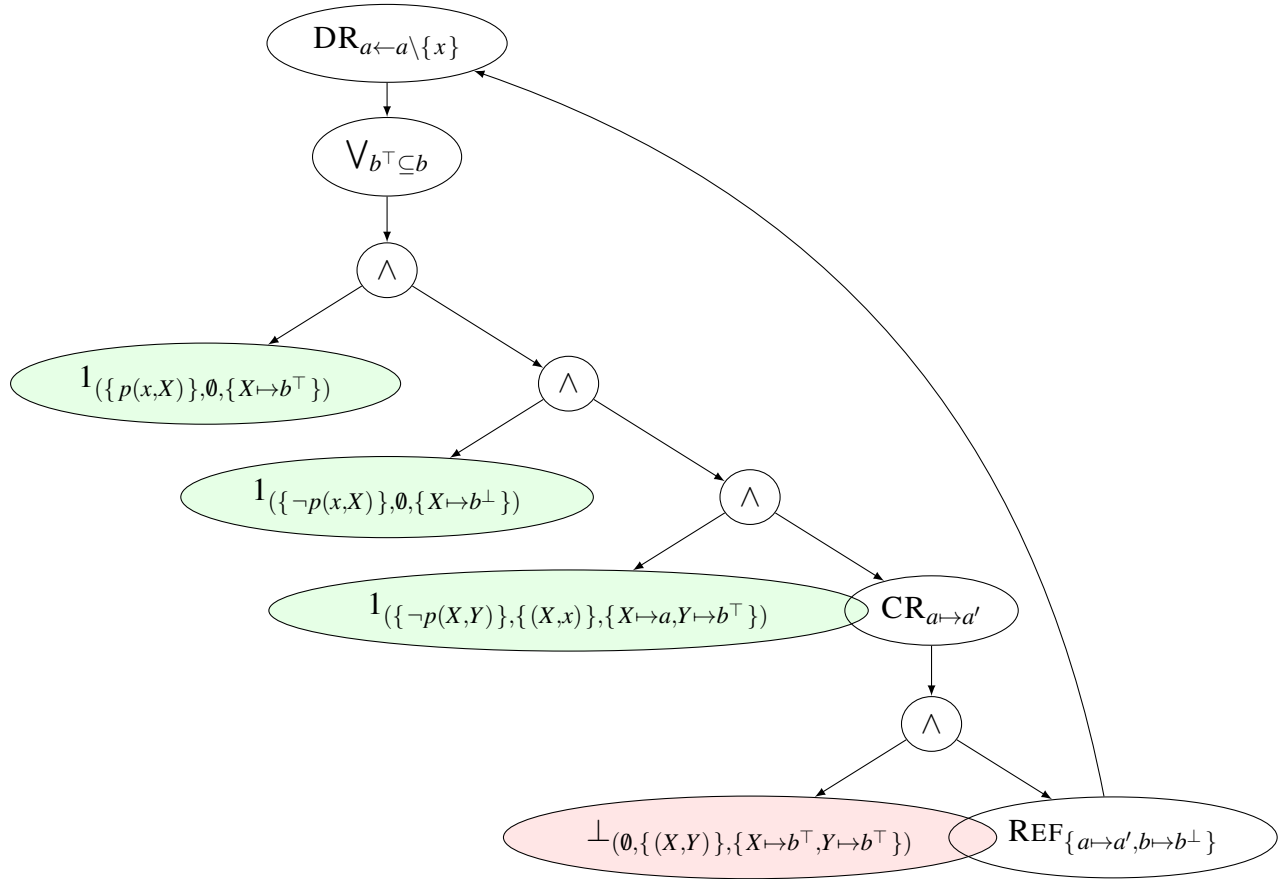 DR_{a←a\{x}}
⋁_{b^⊤⊆b}
∧
1_{({p(x,X)},∅,{X↦b^⊤})}
∧
1_{({¬p(x,X)},∅,{X↦b^⊥})}
∧
1_{({¬p(X,Y)},{(X,x)},{X↦a,Y↦b^⊤})}
CR_{a↦a′}
∧
⊥_{(∅,{(X,Y)},{X↦b^⊤,Y↦b^⊤})}
REF_{{a↦a′,b↦b^⊥}}